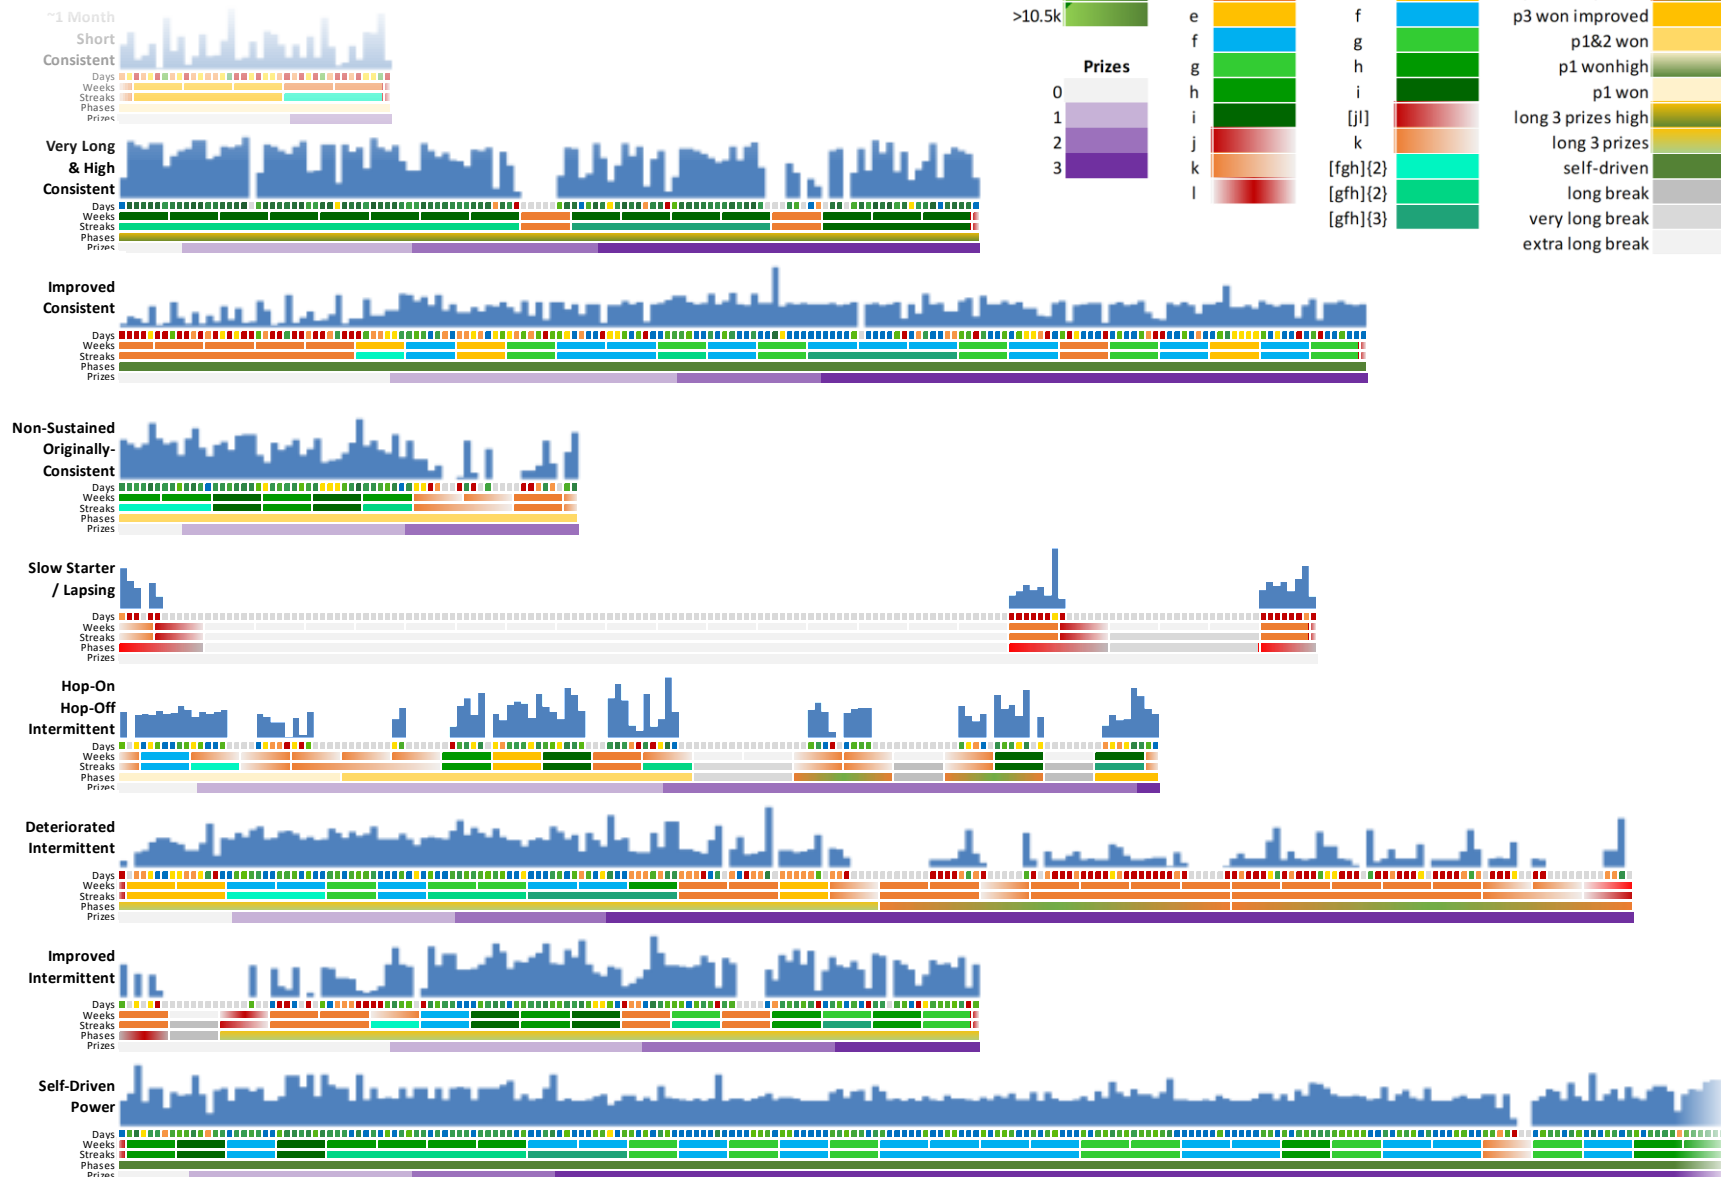 ~1 Month
Short
Consistent
Days
Weeks
Streaks
Phases
Prizes
>10.5k
Prizes
0
1
2
3
e
f
g
h
i
j
k
l
f
g
h
i
[jl]
k
[fgh]{2}
[gfh]{2}
[gfh]{3}
p3 won improved
p1&2 won
p1 wonhigh
p1 won
long 3 prizes high
long 3 prizes
self-driven
long break
very long break
extra long break
Very Long
& High
Consistent
Days
Weeks
Streaks
Phases
Prizes
Improved
Consistent
Days
Weeks
Streaks
Phases
Prizes
Non-Sustained
Originally-
Consistent
Days
Weeks
Streaks
Phases
Prizes
Slow Starter
/ Lapsing
Days
Weeks
Streaks
Phases
Prizes
Hop-On
Hop-Off
Intermittent
Days
Weeks
Streaks
Phases
Prizes
Deteriorated
Intermittent
Days
Weeks
Streaks
Phases
Prizes
Improved
Intermittent
Days
Weeks
Streaks
Phases
Prizes
Self-Driven
Power
Days
Weeks
Streaks
Phases
Prizes